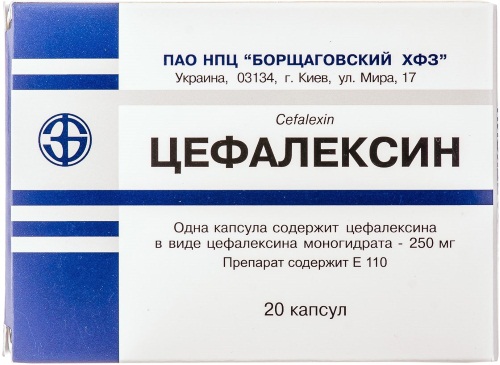 ПАО НПЦ "БОРЩАГОВСКИЙ ХФЗ"
Украина, 03134, г. Киев, ул. Мира, 17
Cefalexin
ЦЕФАЛЕКСИН
Одна капсула содержит цефалексина
в виде цефалексина моногидрата - 250 мг
Препарат содержит Е 110
20 капсул